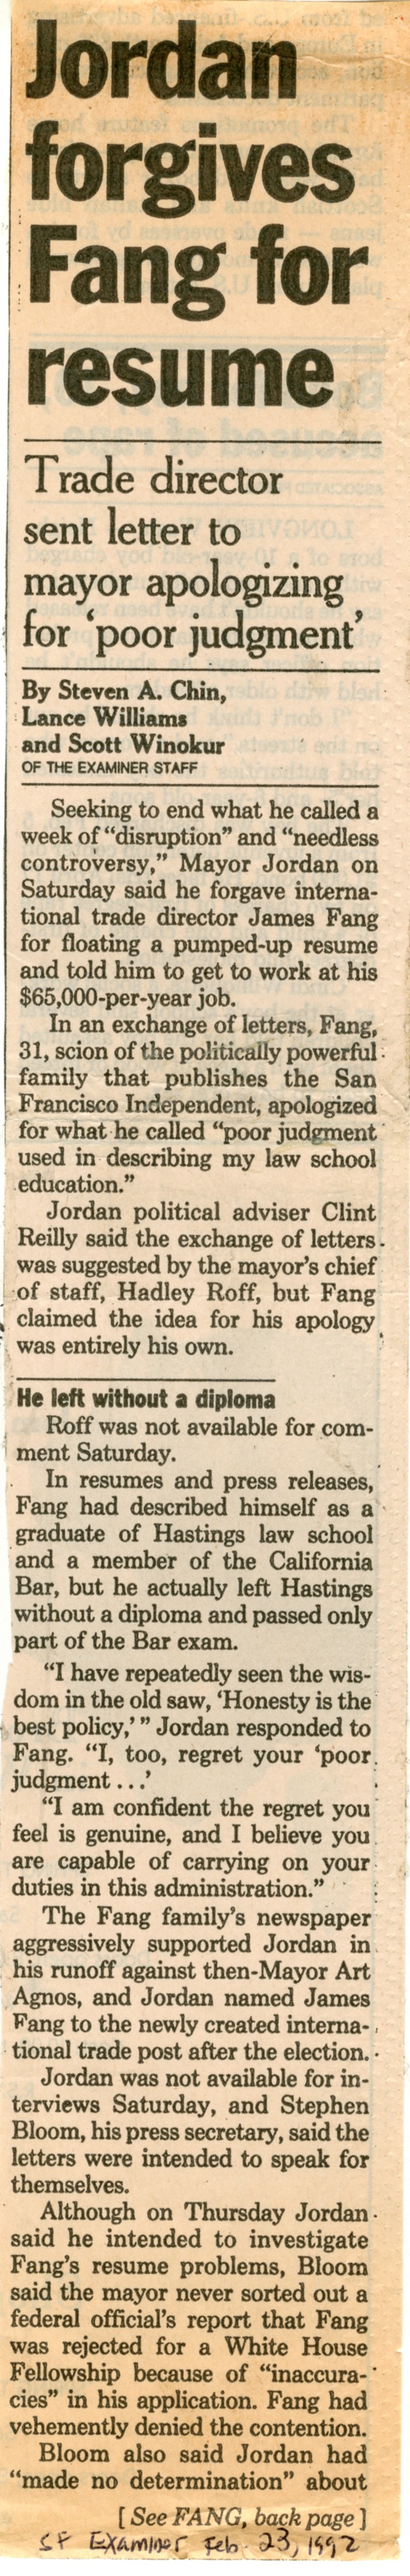 Jordan
forgives
Fang for
resume
Trade director
sent letter to
mayor apologizing
for ‘poor judgment’
By Steven A. Chin,
Lance Williams
and Scott Winokur
OF THE EXAMINER STAFF
Seeking to end what he called a
week of “disruption” and “needless
controversy,” Mayor Jordan on
Saturday said he forgave interna-
tional trade director James Fang
for floating a pumped-up resume
and told him to get to work at his
$65,000-per-year job.
In an exchange of letters, Fang,
31, scion of the politically powerful
family that publishes the San
Francisco Independent, apologized
for what he called “poor judgment
used in describing my law school
education.”
Jordan political adviser Clint
Reilly said the exchange of letters
was suggested by the mayor’s chief
of staff, Hadley Roff, but Fang
claimed the idea for his apology
was entirely his own.
He left without a diploma
Roff was not available for com-
ment Saturday.
In resumes and press releases,
Fang had described himself as a
graduate of Hastings law school
and a member of the California
Bar, but he actually left Hastings
without a diploma and passed only
part of the Bar exam.
“I have repeatedly seen the wis-
dom in the old saw, ‘Honesty is the
best policy,’ ” Jordan responded to
Fang. “I, too, regret your ‘poor
judgment . . .’
“I am confident the regret you
feel is genuine, and I believe you
are capable of carrying on your
duties in this administration.”
The Fang family’s newspaper
aggressively supported Jordan in
his runoff against then-Mayor Art
Agnos, and Jordan named James
Fang to the newly created interna-
tional trade post after the election.
Jordan was not available for in-
terviews Saturday, and Stephen
Bloom, his press secretary, said the
letters were intended to speak for
themselves.
Although on Thursday Jordan
said he intended to investigate
Fang’s resume problems, Bloom
said the mayor never sorted out a
federal official’s report that Fang
was rejected for a White House
Fellowship because of “inaccura-
cies” in his application. Fang had
vehemently denied the contention.
Bloom also said Jordan had
“made no determination” about
[ See FANG, back page ]
SF Examiner Feb. 23, 1992